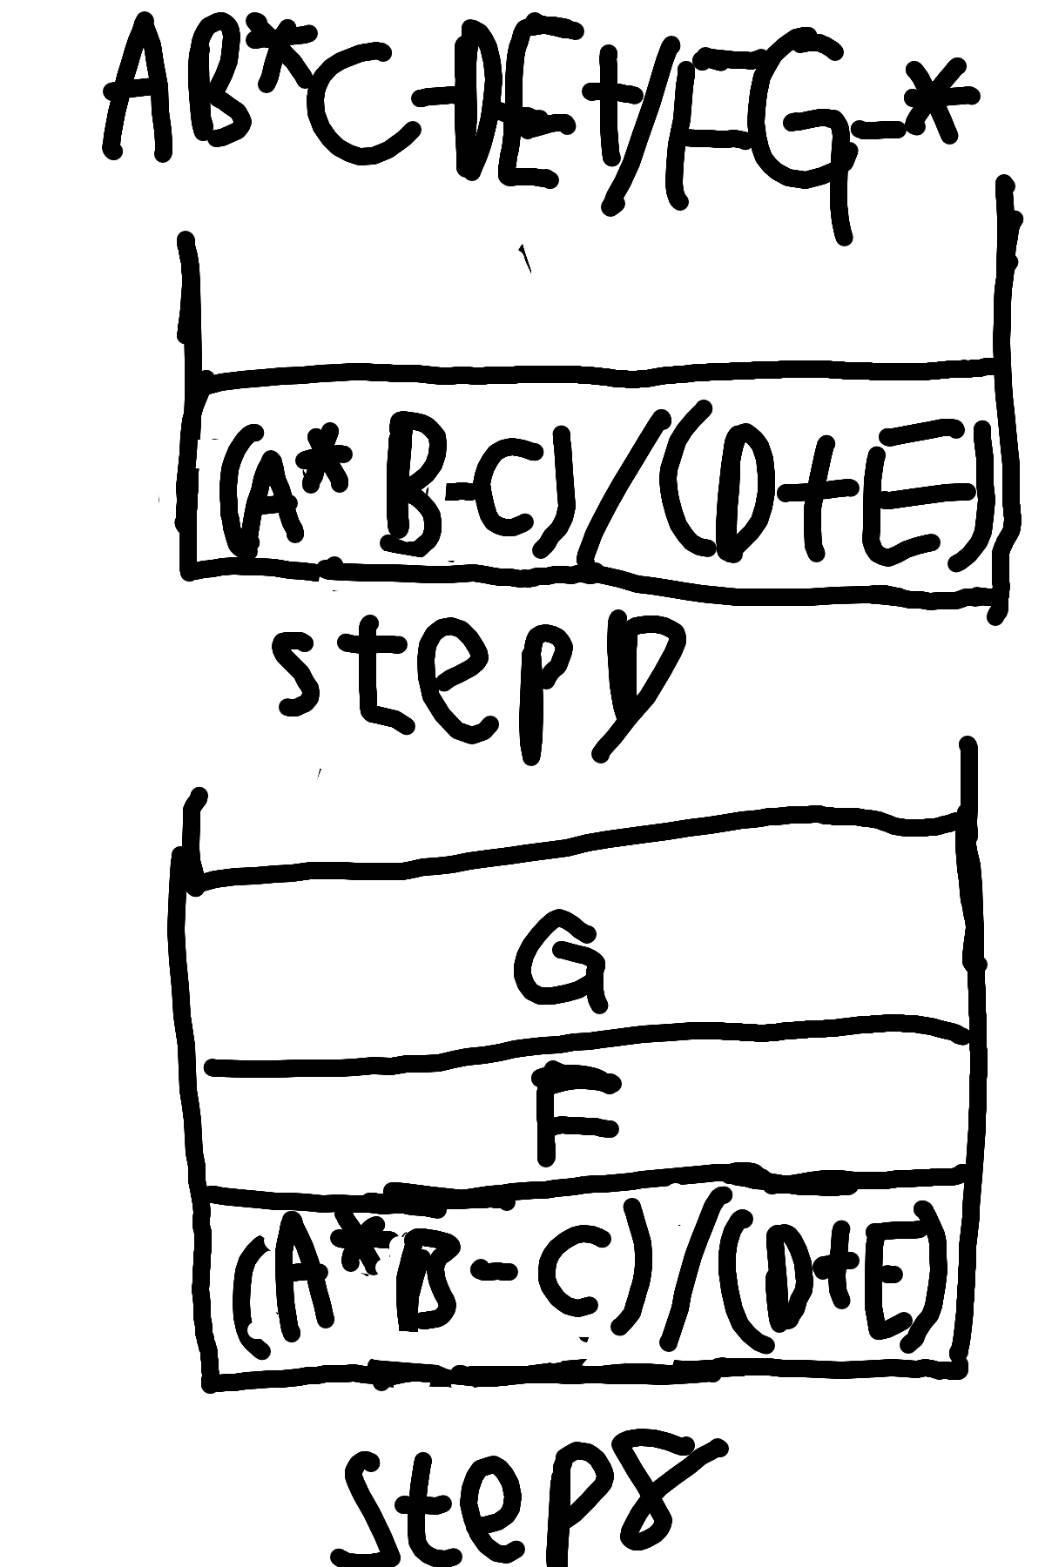 AB*C-DE+/FG-*
(A*B-C)/(D+E)
step7
G
F
(A*B-C)/(D+E)
step8